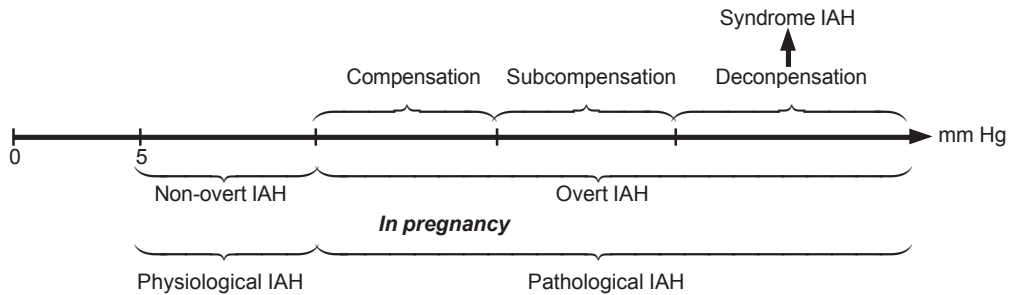 Syndrome IAH
Compensation Subcompensation Deconpensation
mm Hg
0 5
Non-overt IAH Overt IAH
In pregnancy
Physiological IAH Pathological IAH